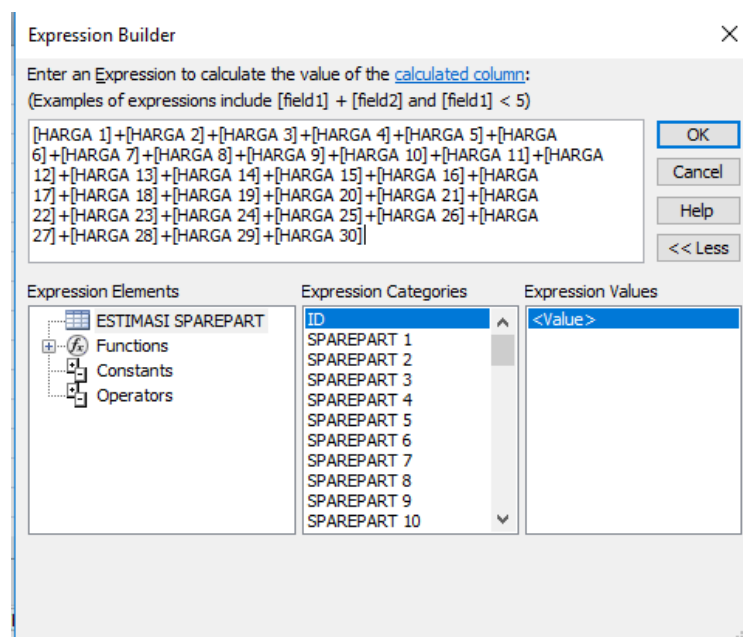 Expression Builder
Enter an Expression to calculate the value of the calculated column:
(Examples of expressions include [field1] + [field2] and [field1] < 5)
[HARGA 1]+[HARGA 2]+[HARGA 3]+[HARGA 4]+[HARGA 5]+[HARGA
6]+[HARGA 7]+[HARGA 8]+[HARGA 9]+[HARGA 10]+[HARGA 11]+[HARGA
12]+[HARGA 13]+[HARGA 14]+[HARGA 15]+[HARGA 16]+[HARGA
17]+[HARGA 18]+[HARGA 19]+[HARGA 20]+[HARGA 21]+[HARGA
22]+[HARGA 23]+[HARGA 24]+[HARGA 25]+[HARGA 26]+[HARGA
27]+[HARGA 28]+[HARGA 29]+[HARGA 30]
OK
Cancel
Help
<< Less
Expression Elements
ESTIMASI SPAREPART
Functions
Constants
Operators
Expression Categories
ID
SPAREPART 1
SPAREPART 2
SPAREPART 3
SPAREPART 4
SPAREPART 5
SPAREPART 6
SPAREPART 7
SPAREPART 8
SPAREPART 9
SPAREPART 10
Expression Values
<Value>